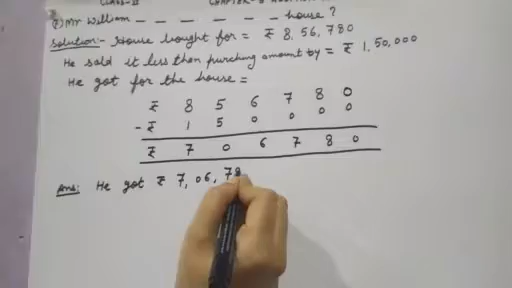 7) Mr William _ _ _ _ _ _ _ house?
Solution:- House bought for = ₹ 8,56,780
He sold it less than purching amount by = ₹ 1,50,000
He got for the house =
₹ 8 5 6 7 8 0
- ₹ 1 5 0 0 0 0
₹ 7 0 6 7 8 0
Ans: He got ₹ 7,06,78